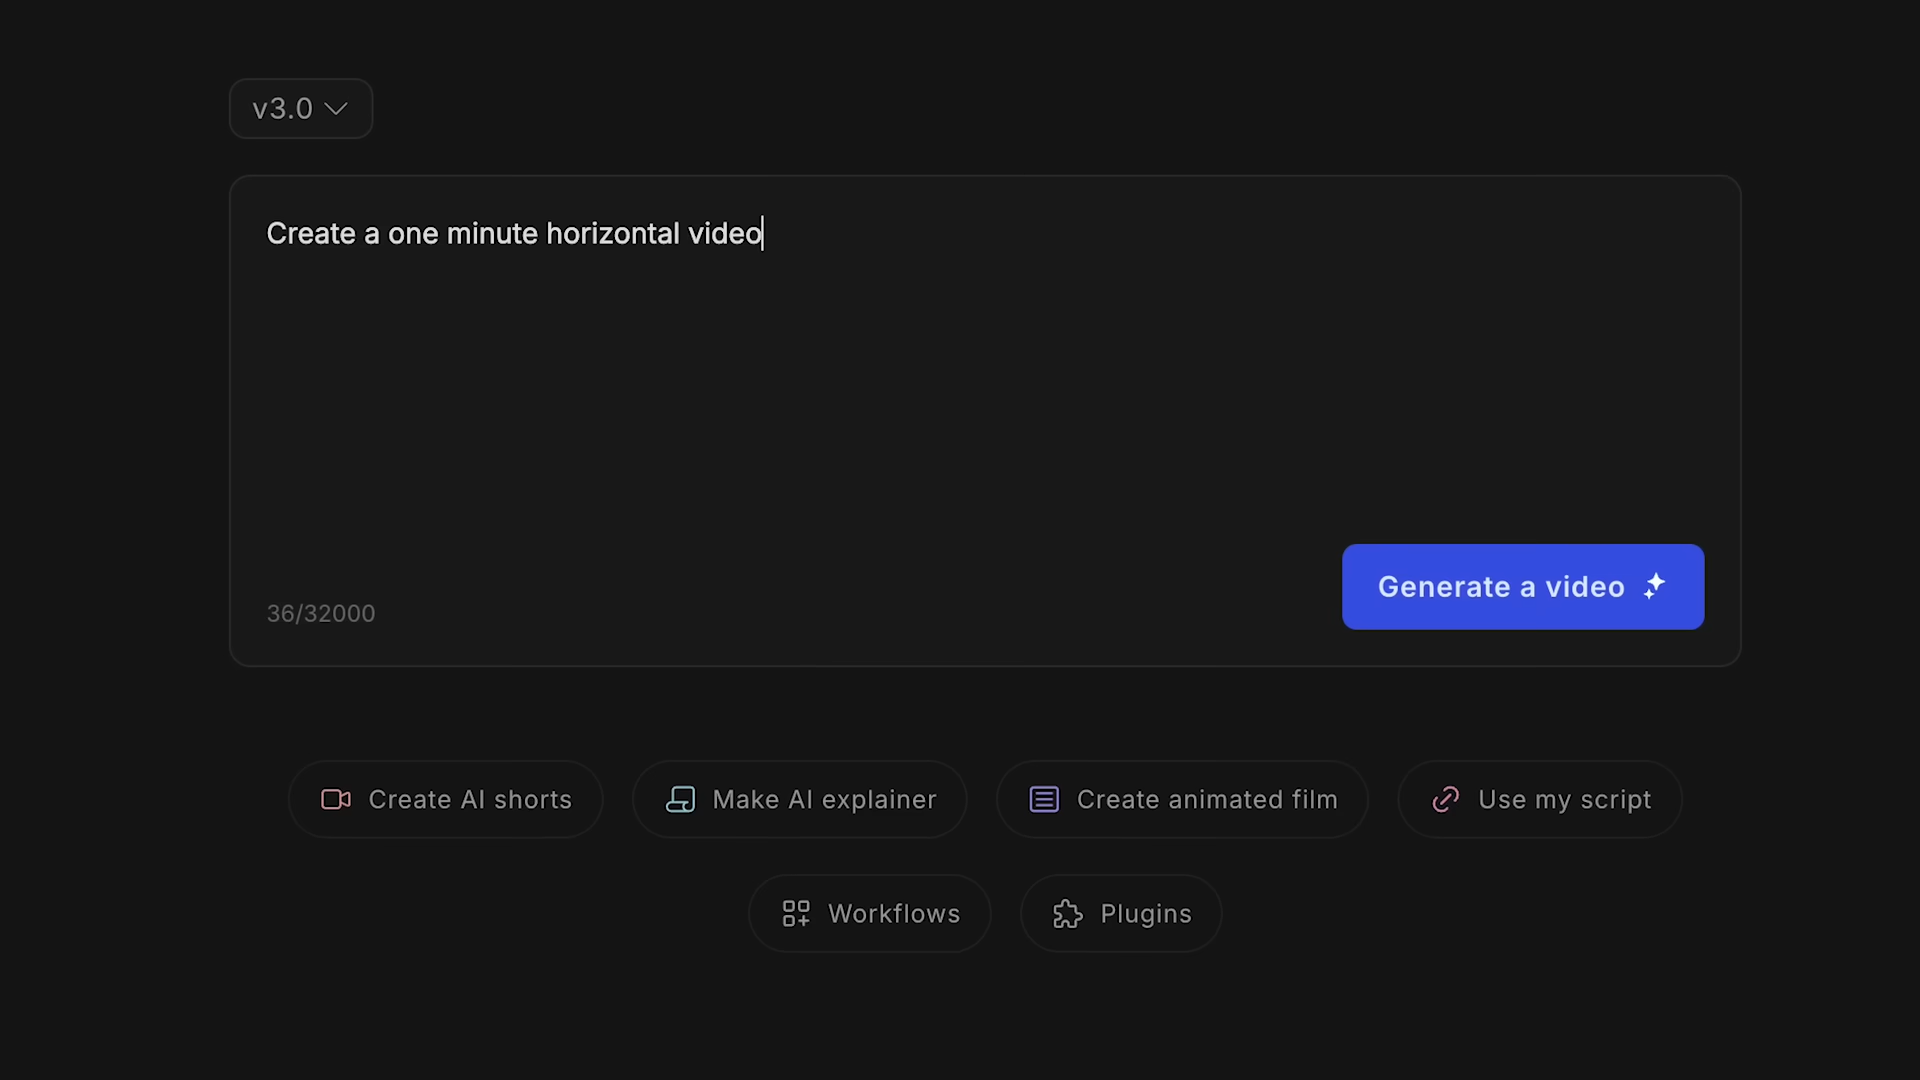 v3.0
Create a one minute horizontal video
36/32000
Generate a video
Create AI shorts
Make AI explainer
Create animated film
Use my script
Workflows
Plugins